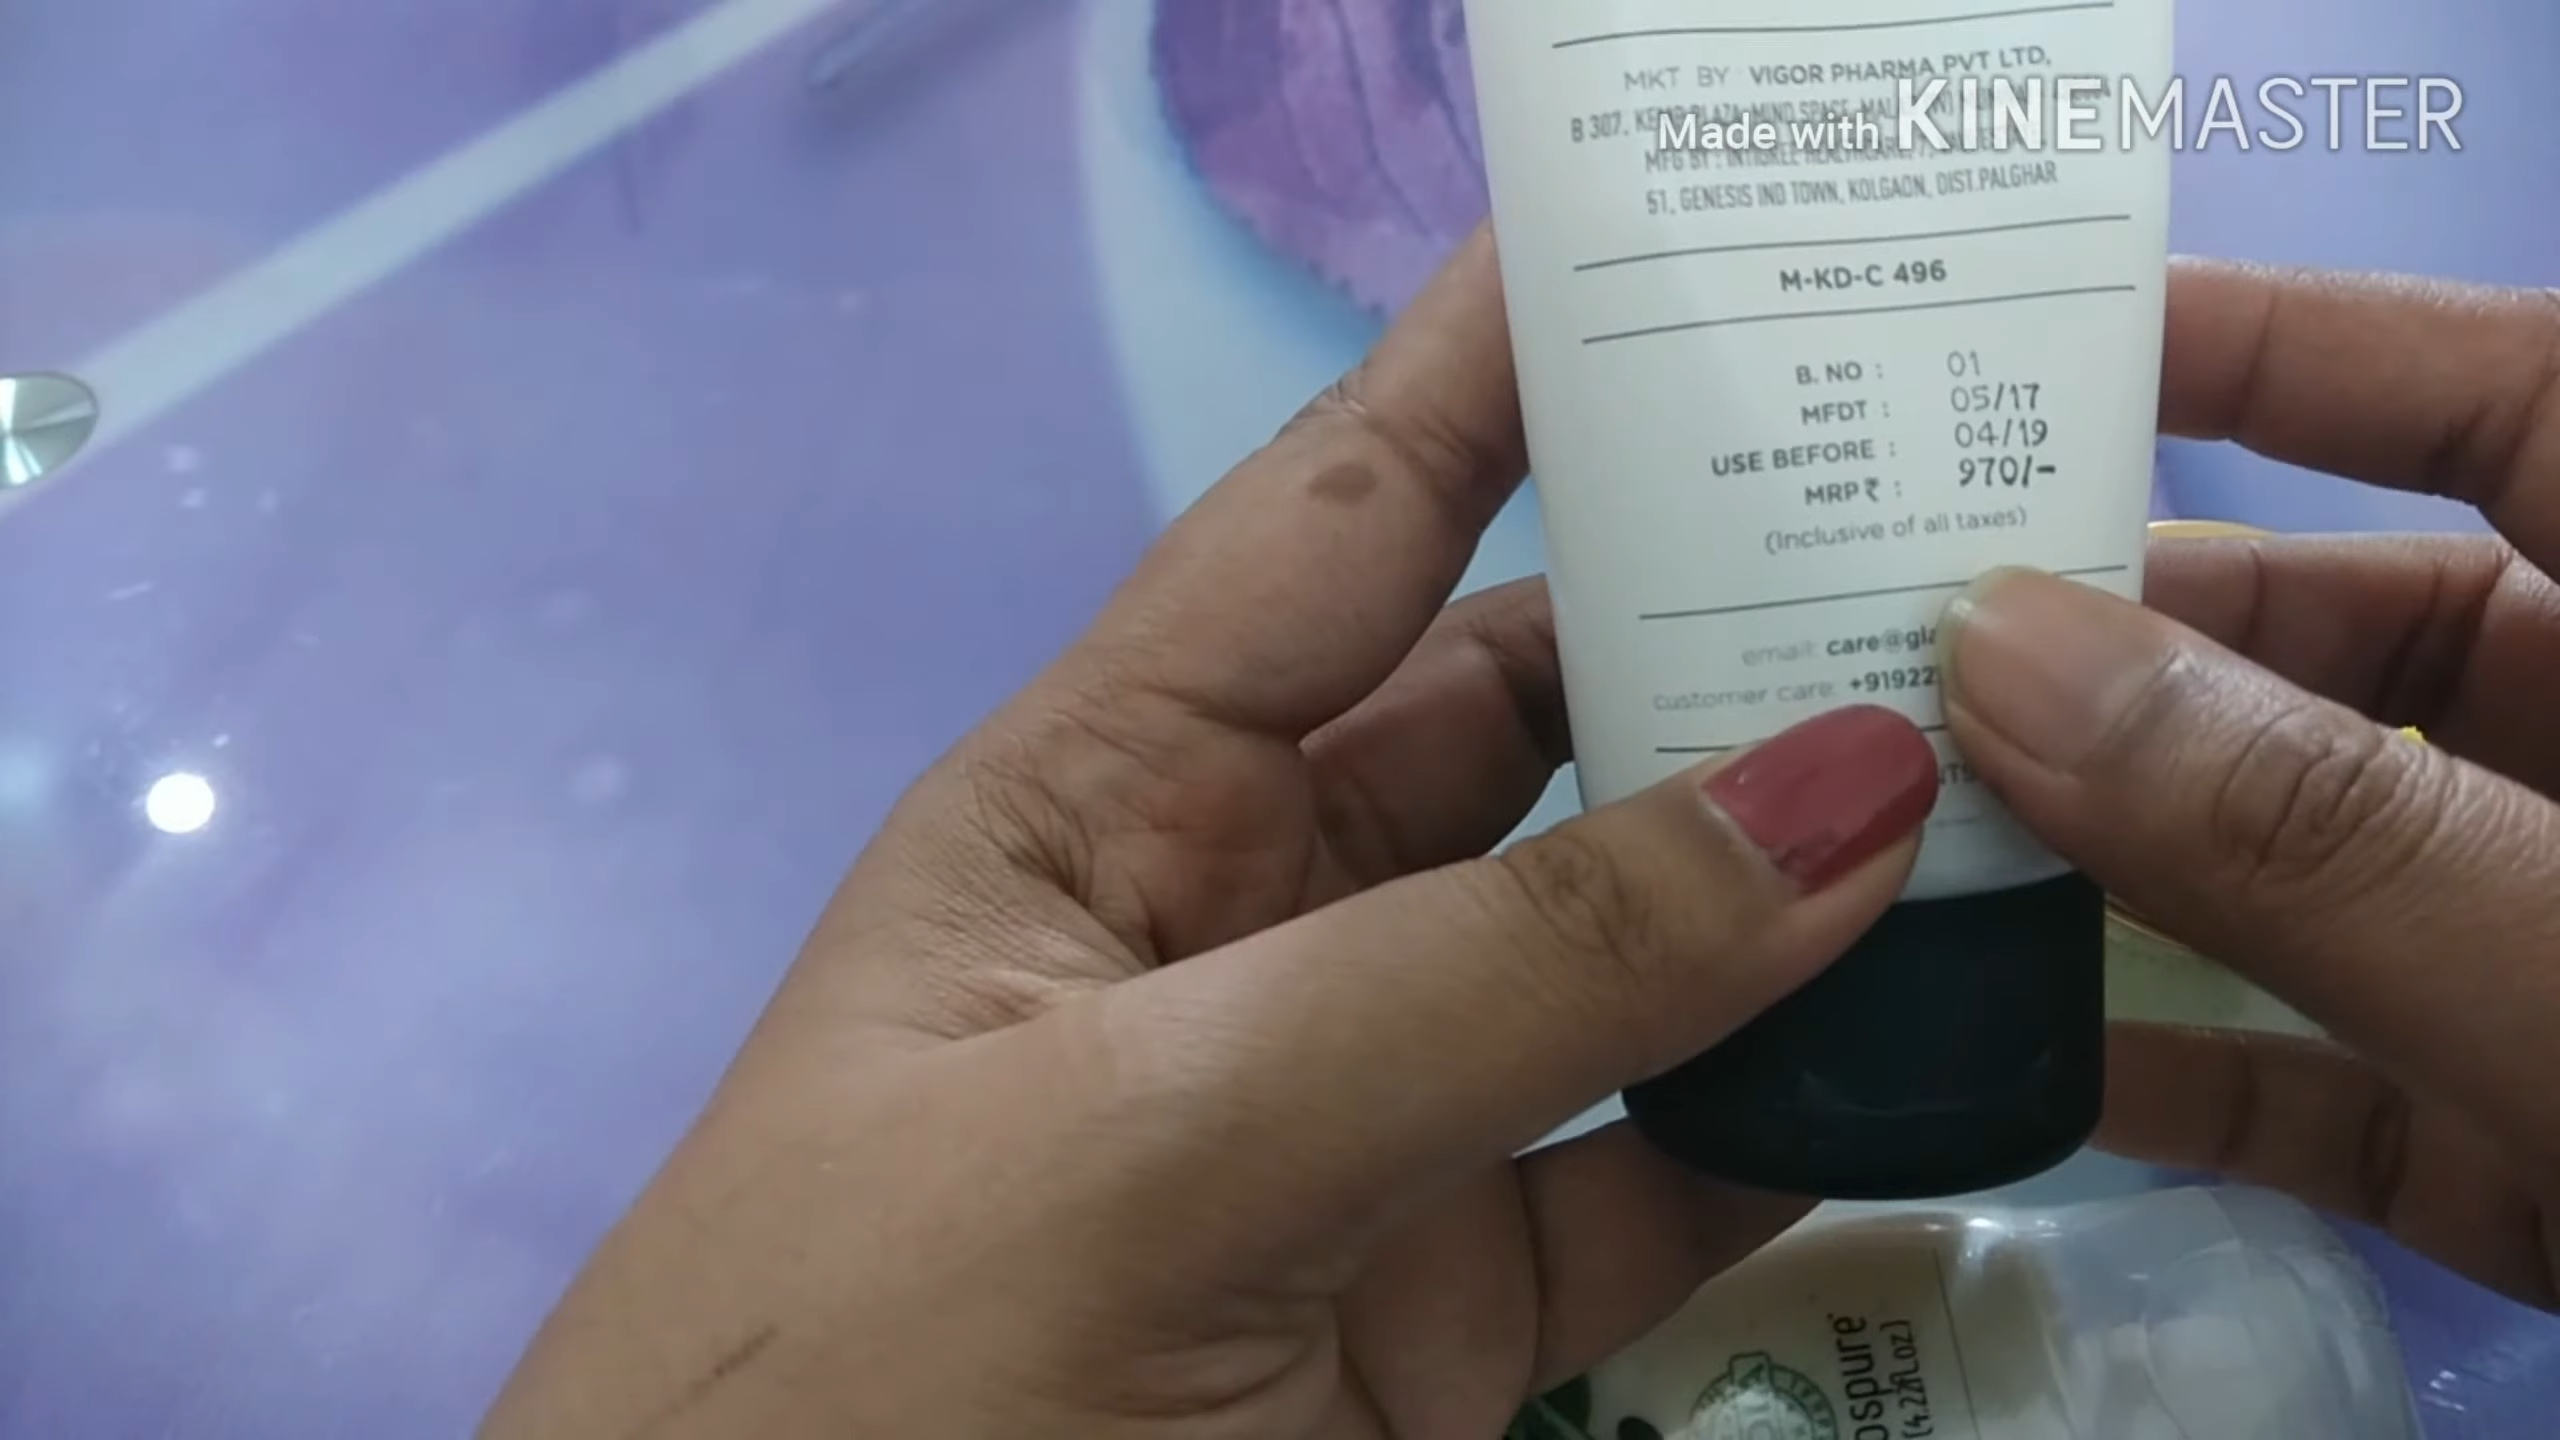 MKT BY : VIGOR PHARMA PVT LTD,
B 307,
Made with KINEMASTER
MFG BY :
51, GENESIS IND TOWN, KOLGAON, DIST.PALGHAR
M-KD-C 496
B. NO : 01
MFDT : 05/17
USE BEFORE : 04/19
MRP ₹ : 970/-
(Inclusive of all taxes)
email: care@gla
customer care: +91922
ospure
(4.22fl.oz.)